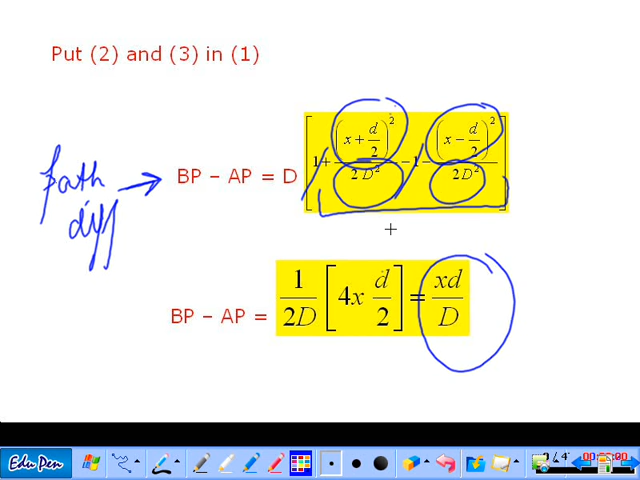 Put (2) and (3) in (1)
path diff → BP – AP = D [1 + (x + d/2)² / 2D² – 1 – (x – d/2)² / 2D²]
BP – AP = 1/2D [4x d/2] = xd/D
Edu Pen